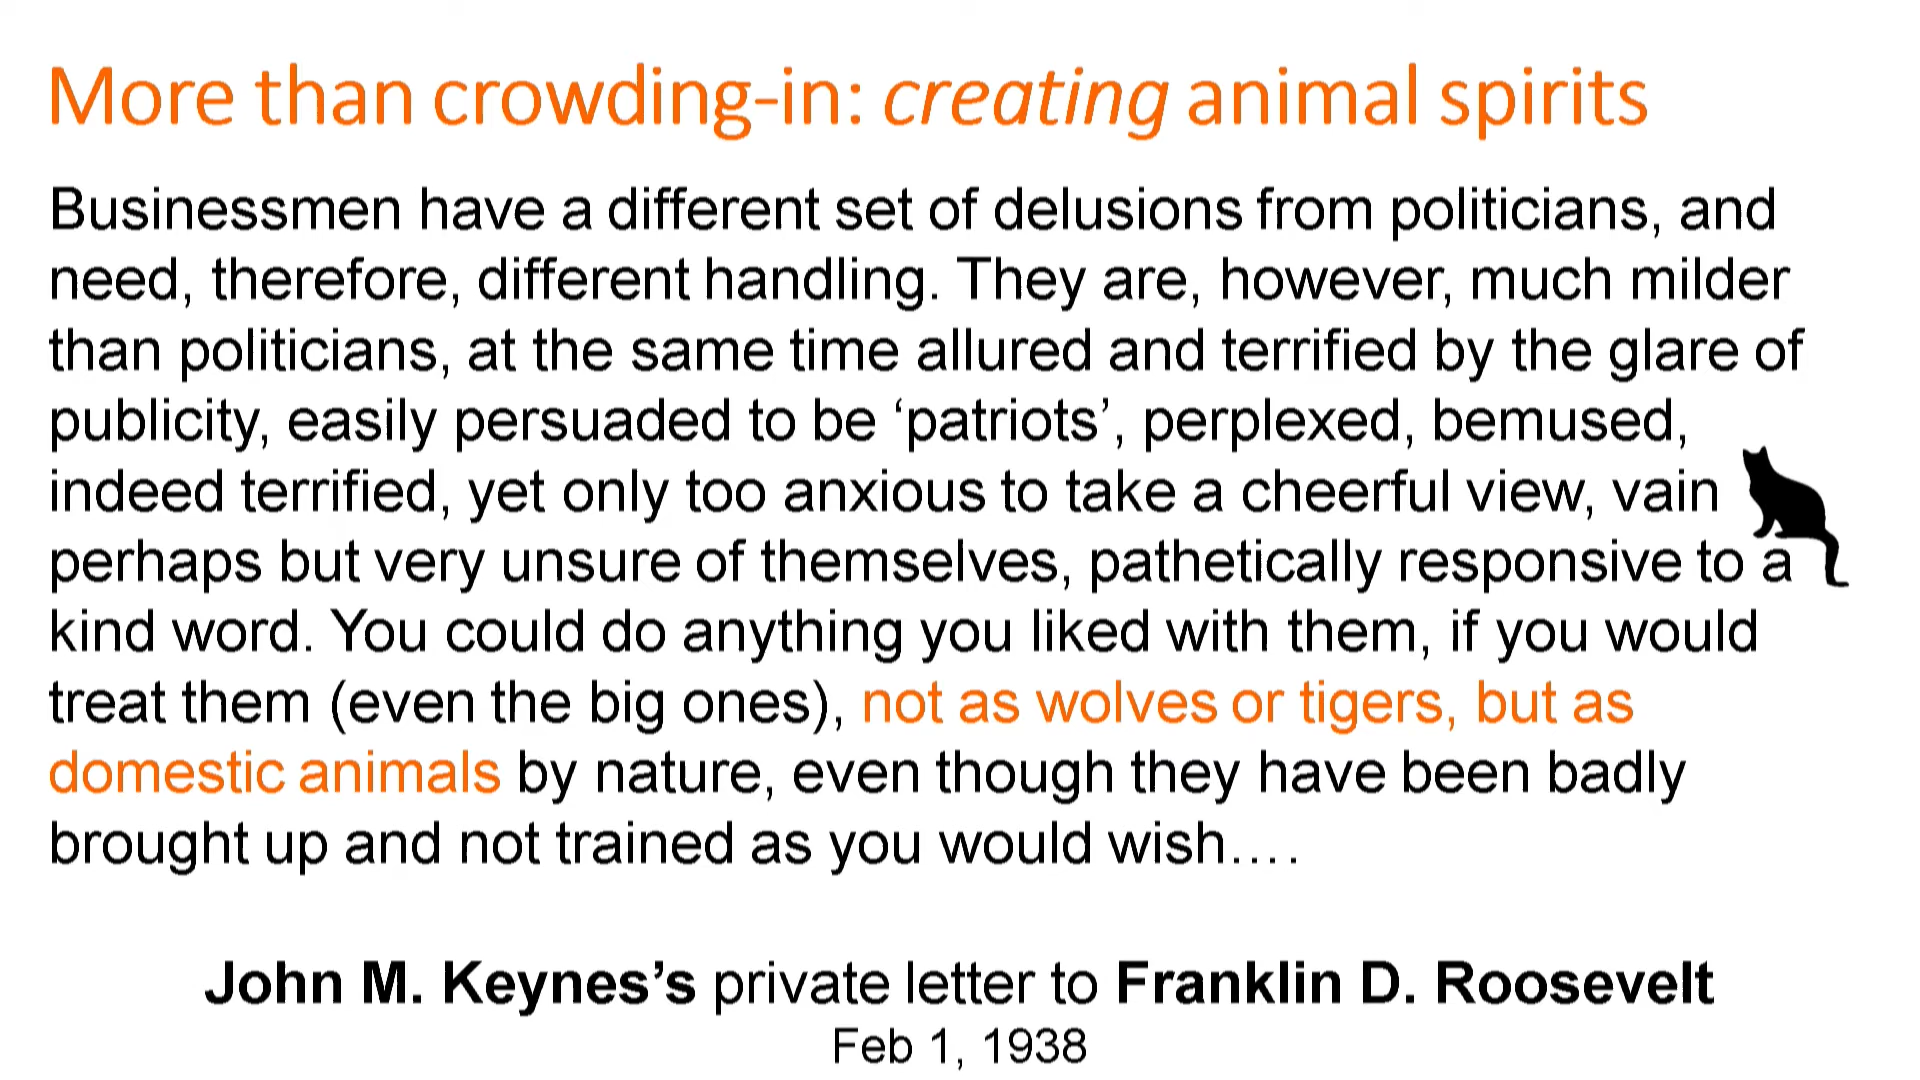 More than crowding-in: creating animal spirits
Businessmen have a different set of delusions from politicians, and
need, therefore, different handling. They are, however, much milder
than politicians, at the same time allured and terrified by the glare of
publicity, easily persuaded to be ‘patriots’, perplexed, bemused,
indeed terrified, yet only too anxious to take a cheerful view, vain
perhaps but very unsure of themselves, pathetically responsive to a
kind word. You could do anything you liked with them, if you would
treat them (even the big ones), not as wolves or tigers, but as
domestic animals by nature, even though they have been badly
brought up and not trained as you would wish….
John M. Keynes’s private letter to Franklin D. Roosevelt
Feb 1, 1938